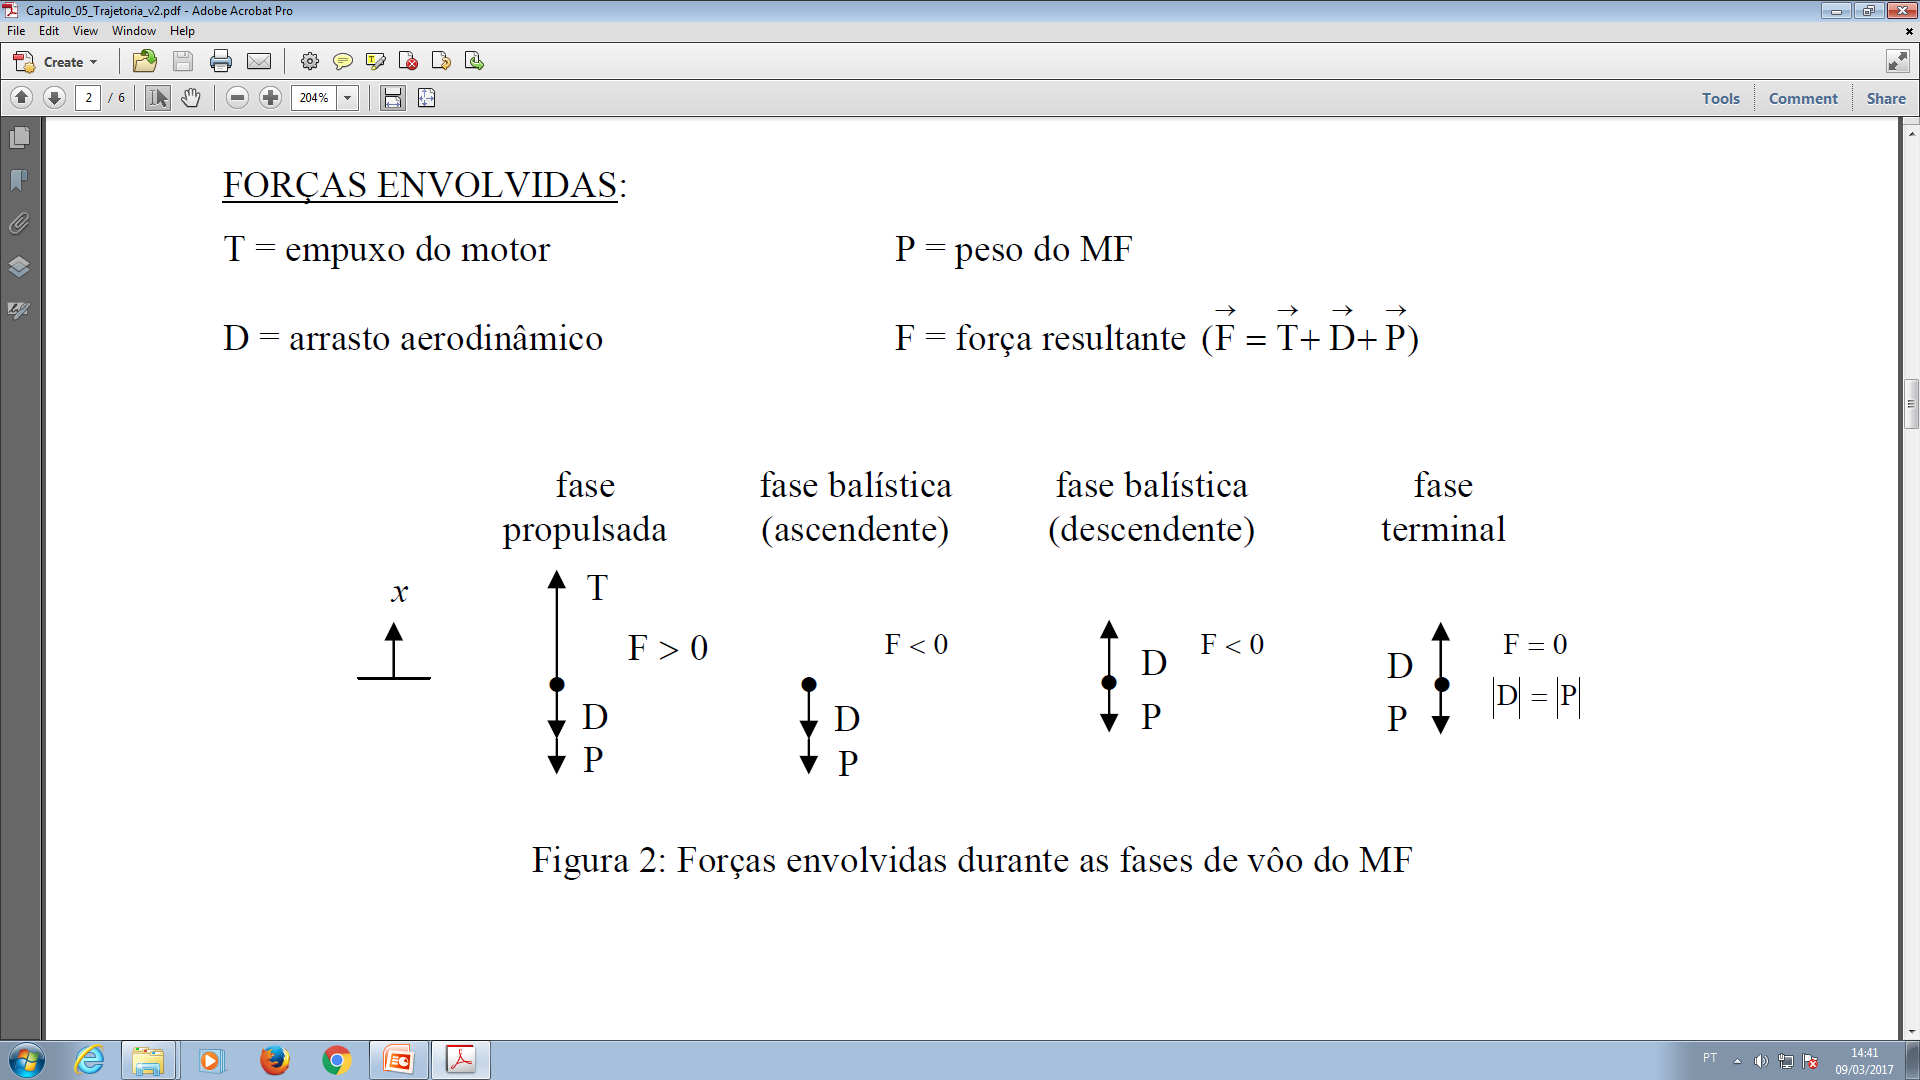 Capitulo_05_Trajetoria_v2.pdf - Adobe Acrobat Pro
File Edit View Window Help
Create
2 / 6 204% Tools Comment Share
FORÇAS ENVOLVIDAS:
T = empuxo do motor P = peso do MF
D = arrasto aerodinâmico F = força resultante (F⃗ = T⃗ + D⃗ + P⃗)
fase fase balística fase balística fase
propulsada (ascendente) (descendente) terminal
x
T
F > 0 F < 0 D F < 0 D F = 0
|D| = |P|
D D P P
P P
Figura 2: Forças envolvidas durante as fases de vôo do MF
PT 14:41
09/03/2017